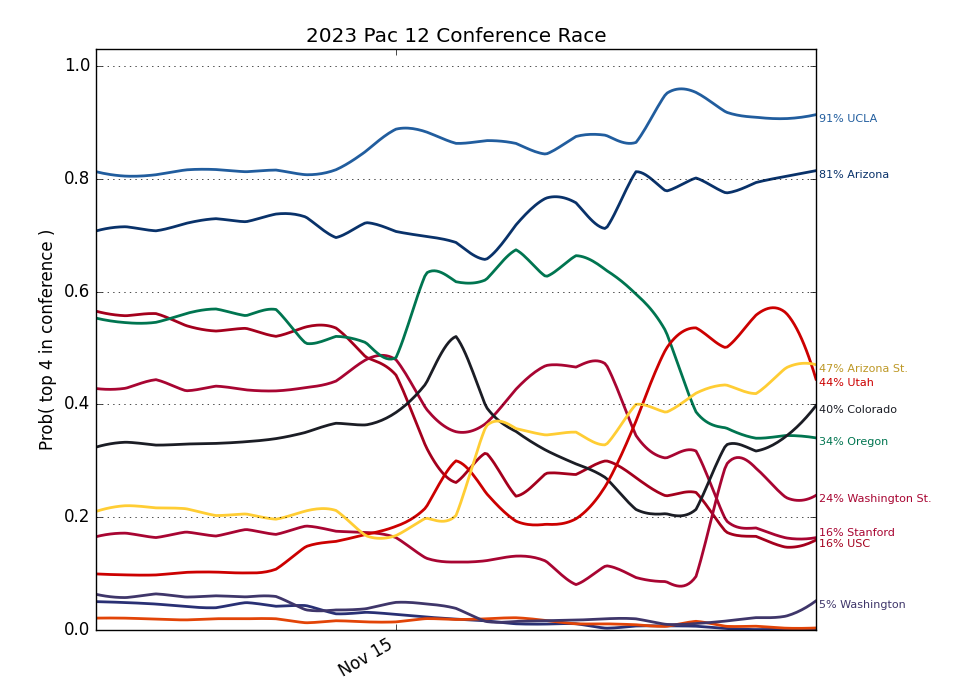 2023 Pac 12 Conference Race
Prob( top 4 in conference )
1.0
0.8
0.6
0.4
0.2
0.0
Nov 15
91% UCLA
81% Arizona
47% Arizona St.
44% Utah
40% Colorado
34% Oregon
24% Washington St.
16% Stanford
16% USC
5% Washington